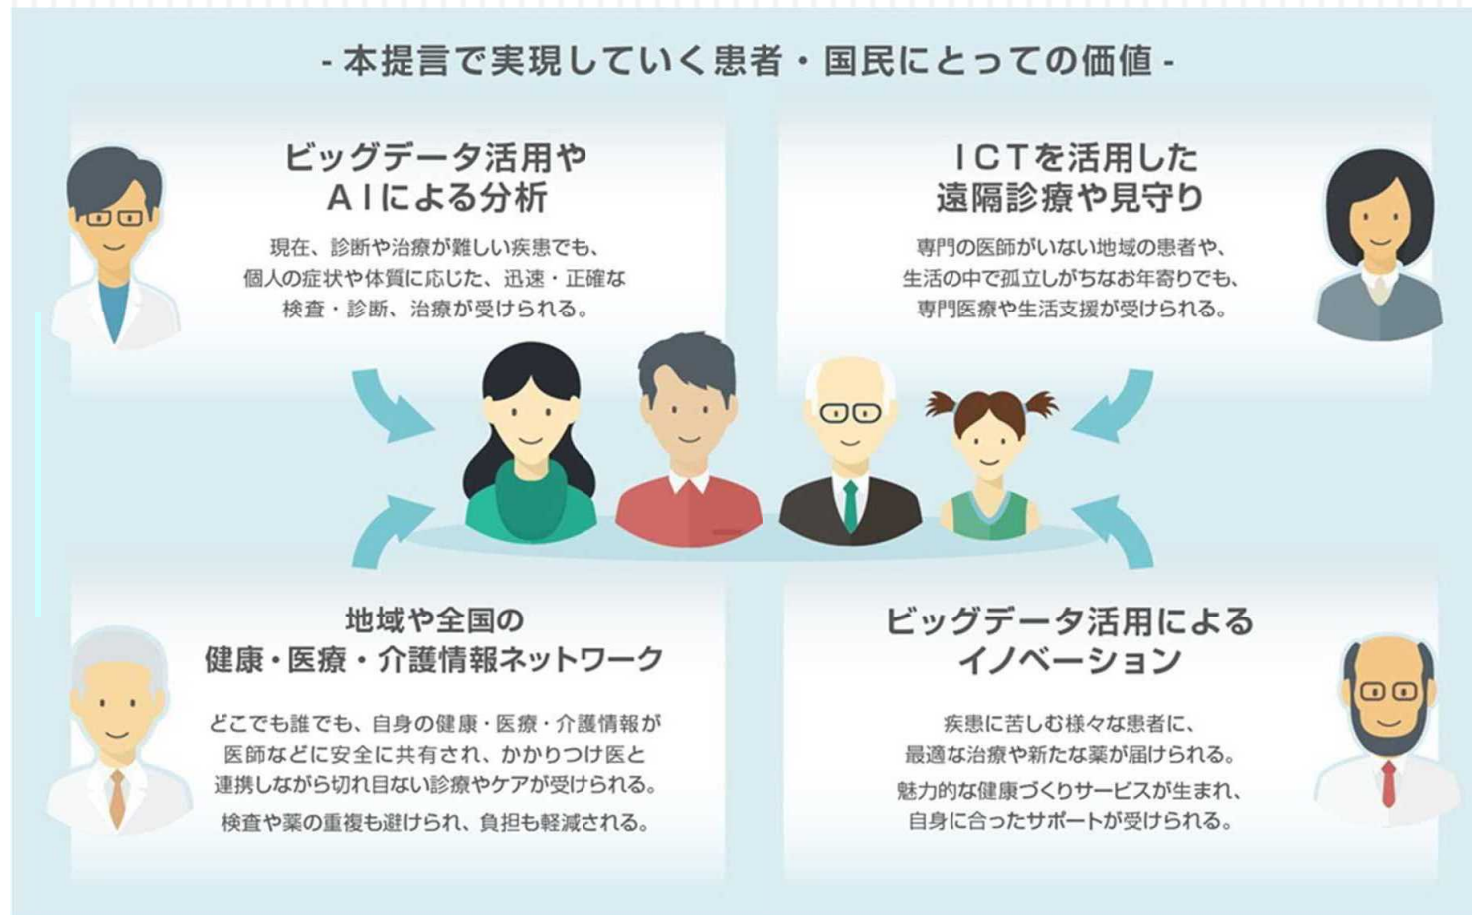 - 本提言で実現していく患者・国民にとっての価値 -
ビッグデータ活用や
AIによる分析
現在、診断や治療が難しい疾患でも、
個人の症状や体質に応じた、迅速・正確な
検査・診断、治療が受けられる。
ICTを活用した
遠隔診療や見守り
専門の医師がいない地域の患者や、
生活の中で孤立しがちなお年寄りでも、
専門医療や生活支援が受けられる。
地域や全国の
健康・医療・介護情報ネットワーク
どこでも誰でも、自身の健康・医療・介護情報が
医師などに安全に共有され、かかりつけ医と
連携しながら切れ目ない診療やケアが受けられる。
検査や薬の重複も避けられ、負担も軽減される。
ビッグデータ活用による
イノベーション
疾患に苦しむ様々な患者に、
最適な治療や新たな薬が届けられる。
魅力的な健康づくりサービスが生まれ、
自身に合ったサポートが受けられる。